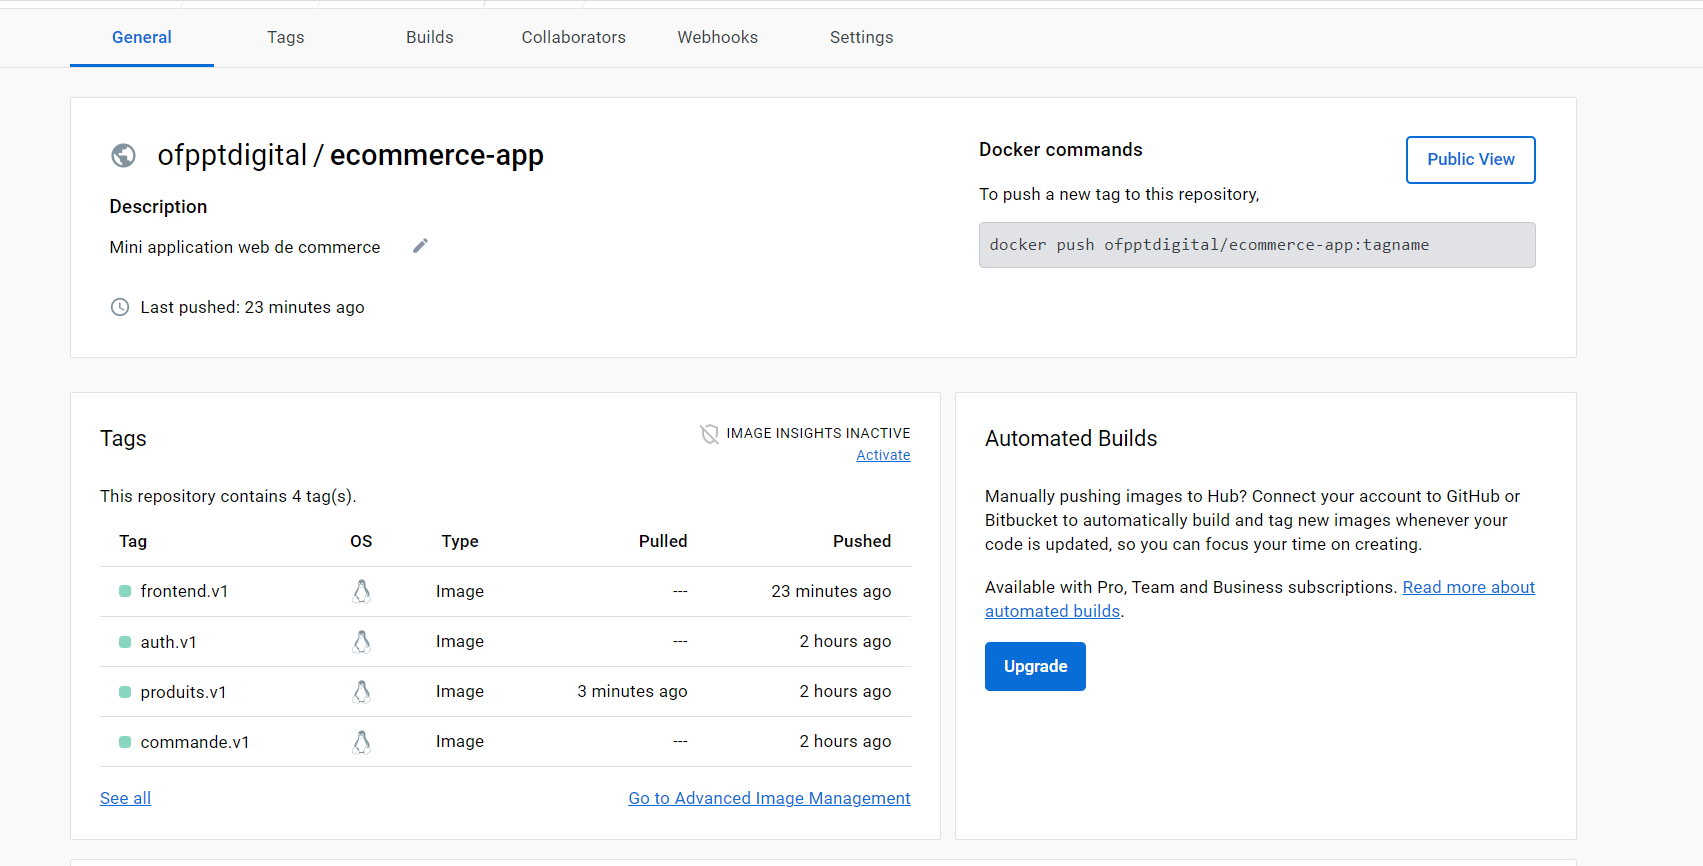 General Tags Builds Collaborators Webhooks Settings
ofpptdigital / ecommerce-app
Description
Mini application web de commerce
Last pushed: 23 minutes ago
Docker commands
Public View
To push a new tag to this repository,
docker push ofpptdigital/ecommerce-app:tagname
Tags
IMAGE INSIGHTS INACTIVE
Activate
This repository contains 4 tag(s).
Tag OS Type Pulled Pushed
frontend.v1 Image --- 23 minutes ago
auth.v1 Image --- 2 hours ago
produits.v1 Image 3 minutes ago 2 hours ago
commande.v1 Image --- 2 hours ago
See all Go to Advanced Image Management
Automated Builds
Manually pushing images to Hub? Connect your account to GitHub or
Bitbucket to automatically build and tag new images whenever your
code is updated, so you can focus your time on creating.
Available with Pro, Team and Business subscriptions. Read more about
automated builds.
Upgrade